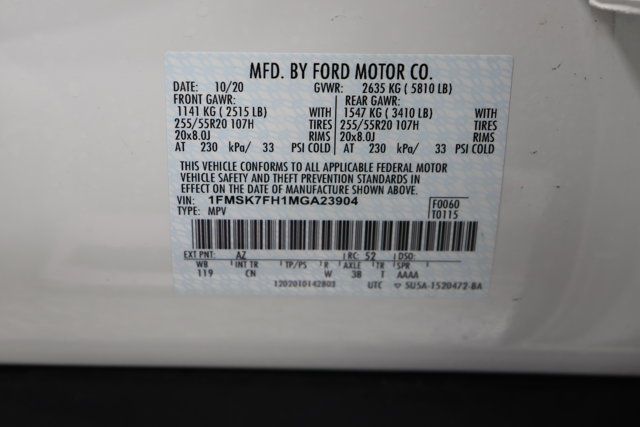 MFD. BY FORD MOTOR CO.
DATE: 10/20 GVWR: 2635 KG ( 5810 LB)
FRONT GAWR: REAR GAWR:
1141 KG ( 2515 LB) WITH 1547 KG ( 3410 LB) WITH
255/55R20 107H TIRES 255/55R20 107H TIRES
20x8.0J RIMS 20x8.0J RIMS
AT 230 kPa/ 33 PSI COLD AT 230 kPa/ 33 PSI COLD
THIS VEHICLE CONFORMS TO ALL APPLICABLE FEDERAL MOTOR
VEHICLE SAFETY AND THEFT PREVENTION STANDARDS IN
EFFECT ON THE DATE OF MANUFACTURE SHOWN ABOVE.
VIN: 1FMSK7FH1MGA23904 F0060
TYPE: MPV T0115
EXT PNT: AZ RC: 52 DSO:
WB INT TR TP/PS R AXLE TR SPR
119 CN W 3B T AAAA
1202010142803 UTC ▽ 5U5A-1520472-BA